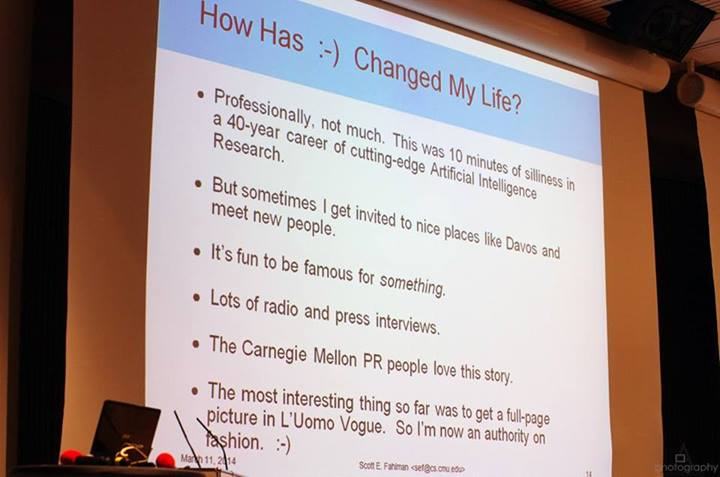 How Has :-) Changed My Life?
• Professionally, not much. This was 10 minutes of silliness in
a 40-year career of cutting-edge Artificial Intelligence
Research.
• But sometimes I get invited to nice places like Davos and
meet new people.
• It's fun to be famous for something.
• Lots of radio and press interviews.
• The Carnegie Mellon PR people love this story.
• The most interesting thing so far was to get a full-page
picture in L'Uomo Vogue. So I'm now an authority on
fashion. :-)
March 11, 2014
Scott E. Fahlman <sef@cs.cmu.edu>
14
photography